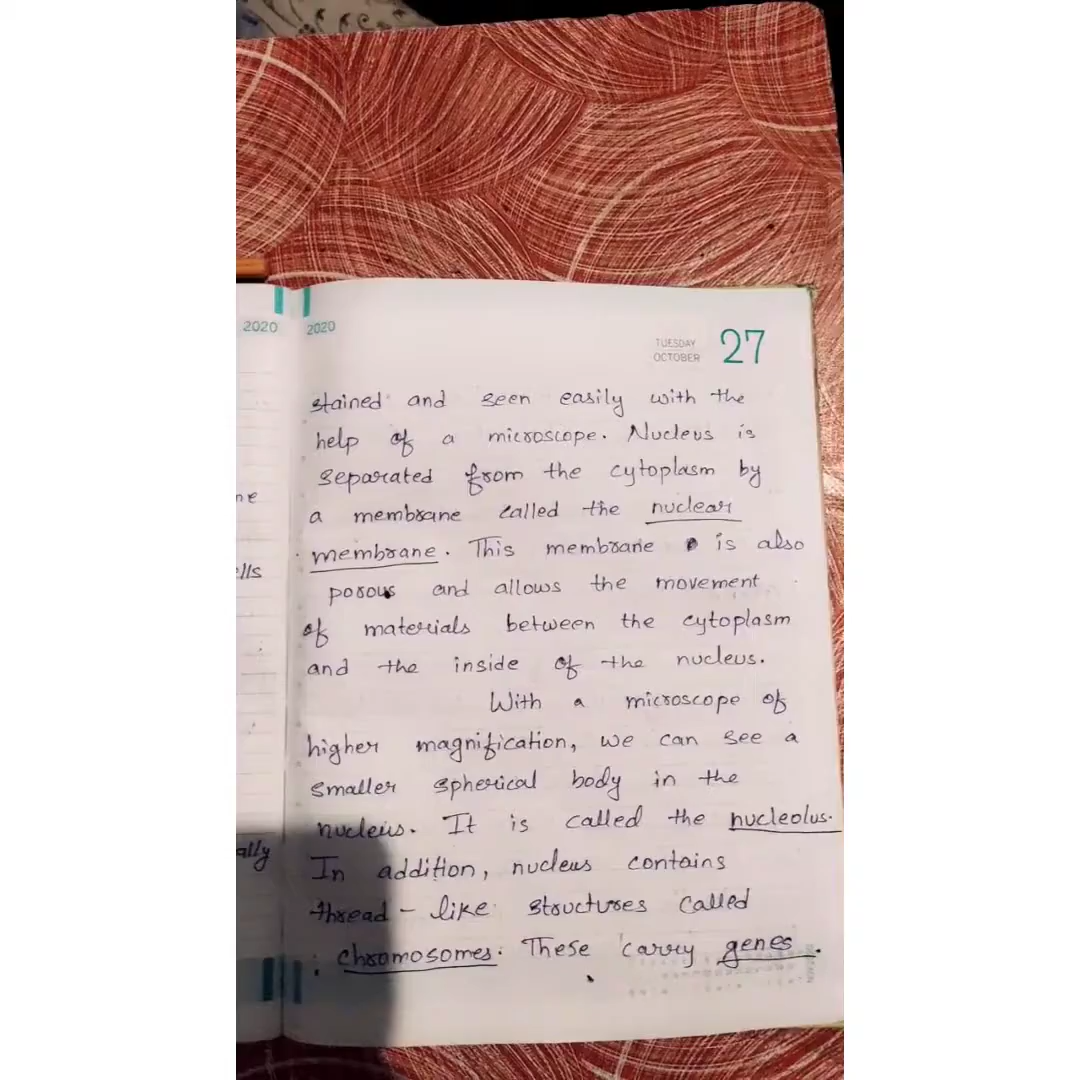 2020
ne
ells
ally
2020
TUESDAY
OCTOBER
27
stained and seen easily with the
help of a microscope. Nucleus is
separated from the cytoplasm by
a membrane called the nuclear
membrane. This membrane is also
porous and allows the movement
of materials between the cytoplasm
and the inside of the nucleus.
With a microscope of
higher magnification, we can see a
smaller spherical body in the
nucleus. It is called the nucleolus.
In addition, nucleus contains
thread - like structures called
chromosomes. These carry genes.